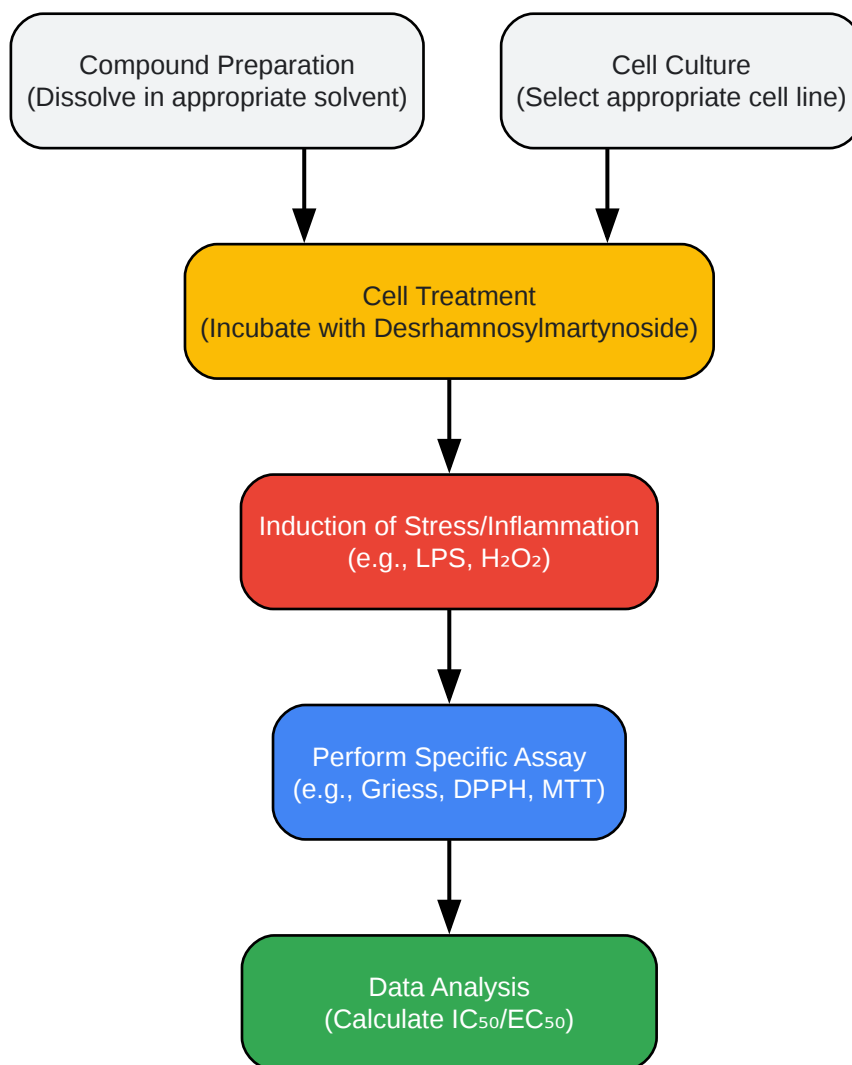 Compound Preparation
(Dissolve in appropriate solvent)
Cell Culture
(Select appropriate cell line)
Cell Treatment
(Incubate with Desrhamnosylmartynoside)
Induction of Stress/Inflammation
(e.g., LPS, H₂O₂)
Perform Specific Assay
(e.g., Griess, DPPH, MTT)
Data Analysis
(Calculate IC₅₀/EC₅₀)